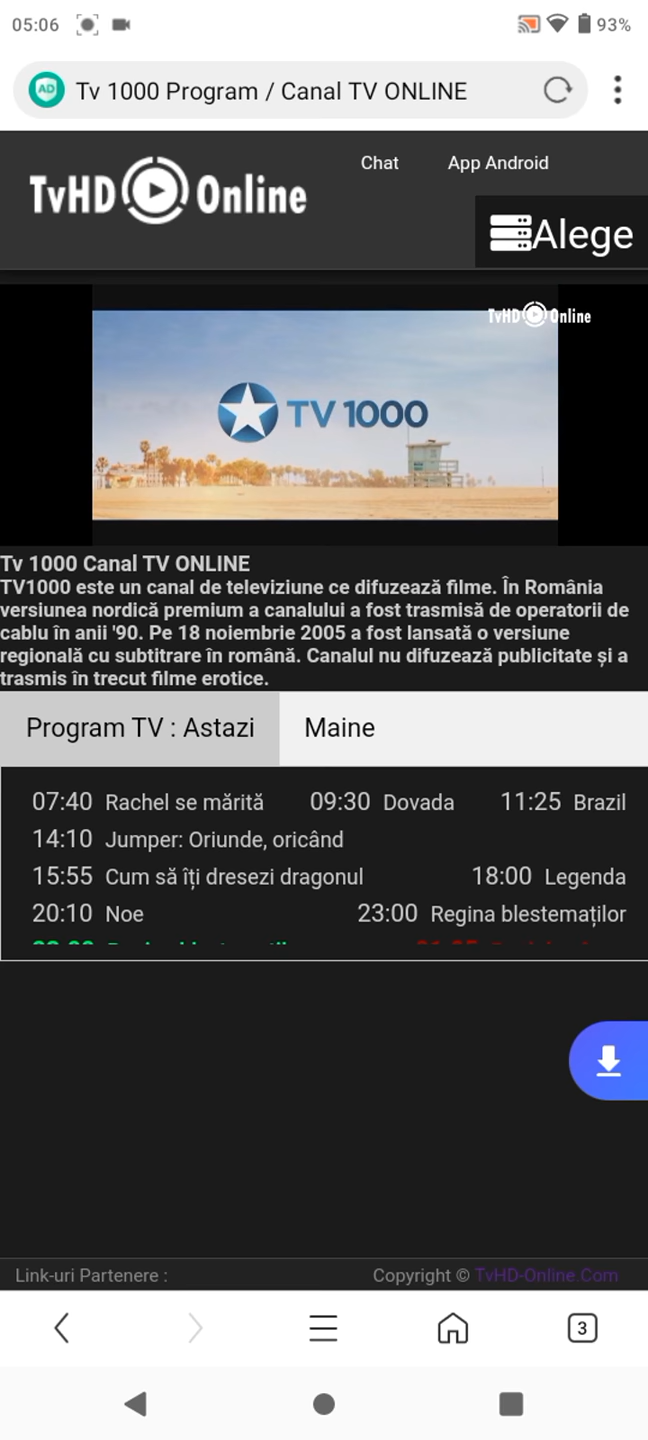 05:06 93%
AD Tv 1000 Program / Canal TV ONLINE
Chat App Android
TvHD Online
Alege
TvHD Online
TV 1000
Tv 1000 Canal TV ONLINE
TV1000 este un canal de televiziune ce difuzează filme. În România
versiunea nordică premium a canalului a fost trasmisă de operatorii de
cablu în anii '90. Pe 18 noiembrie 2005 a fost lansată o versiune
regională cu subtitrare în română. Canalul nu difuzează publicitate și a
trasmis în trecut filme erotice.
Program TV : Astazi Maine
07:40 Rachel se mărită 09:30 Dovada 11:25 Brazil
14:10 Jumper: Oriunde, oricând
15:55 Cum să îți dresezi dragonul 18:00 Legenda
20:10 Noe 23:00 Regina blestemaților
Link-uri Partenere : Copyright © TvHD-Online.Com
3